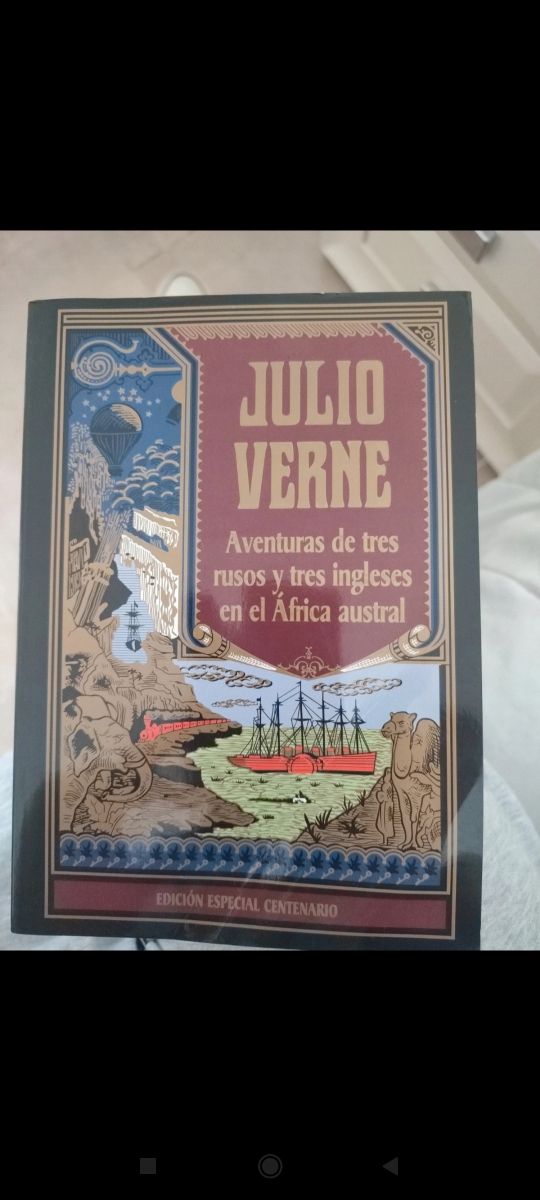 JULIO
VERNE
Aventuras de tres
rusos y tres ingleses
en el África austral
EDICIÓN ESPECIAL CENTENARIO